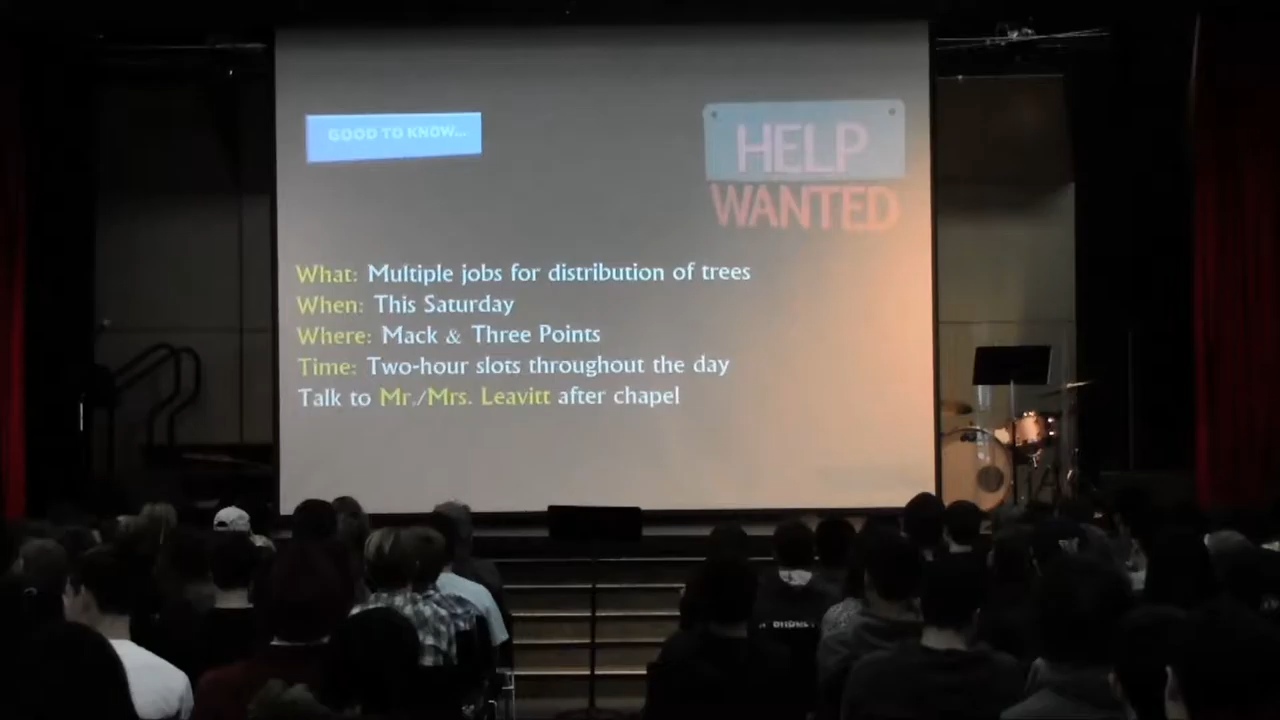 GOOD TO KNOW...
HELP
WANTED
What: Multiple jobs for distribution of trees
When: This Saturday
Where: Mack & Three Points
Time: Two-hour slots throughout the day
Talk to Mr./Mrs. Leavitt after chapel